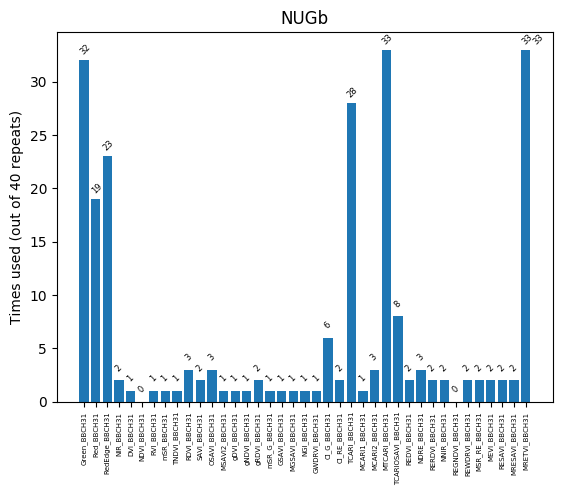 NUGb
Times used (out of 40 repeats)
30
25
20
15
10
5
0
32
19
23
2
1
0
1
1
1
3
2
3
1
1
1
2
1
1
1
1
1
6
2
28
1
3
33
8
2
3
2
2
0
2
2
2
2
2
33
33
Green_BBCH31
Red_BBCH31
RedEdge_BBCH31
NIR_BBCH31
DVI_BBCH31
NDVI_BBCH31
RVI_BBCH31
mSR_BBCH31
TNDVI_BBCH31
RDVI_BBCH31
SAVI_BBCH31
OSAVI_BBCH31
MSAVI2_BBCH31
gDVI_BBCH31
gNDVI_BBCH31
gRDVI_BBCH31
mSR_G_BBCH31
GSAVI_BBCH31
MGSAVI_BBCH31
NGI_BBCH31
GWDRVI_BBCH31
CI_G_BBCH31
CI_RE_BBCH31
TCARI_BBCH31
MCARI1_BBCH31
MCARI2_BBCH31
MTCARI_BBCH31
TCARIOSAVI_BBCH31
REDVI_BBCH31
NDRE_BBCH31
RERDVI_BBCH31
NNIR_BBCH31
REGNDVI_BBCH31
REWDRVI_BBCH31
MSR_RE_BBCH31
MEVI_BBCH31
RESAVI_BBCH31
MRESAVI_BBCH31
MRETVI_BBCH31